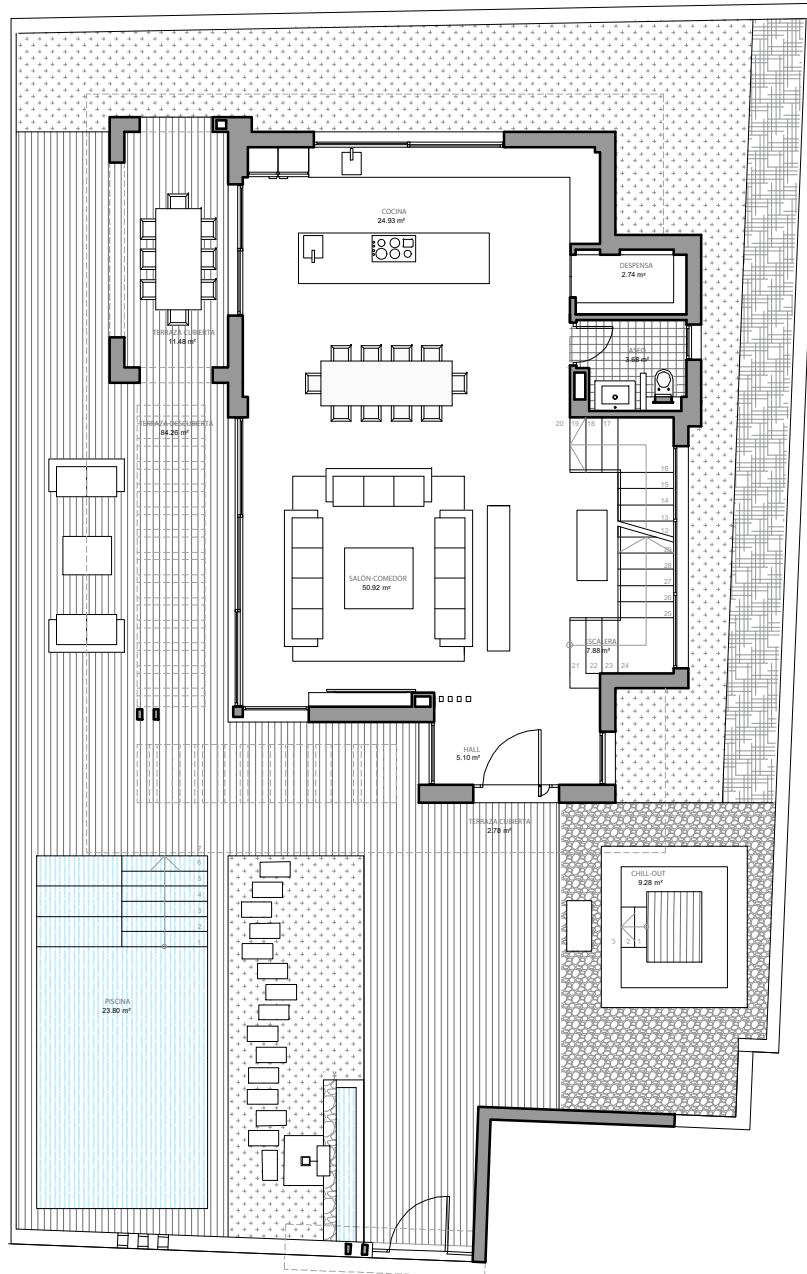 COCINA
24.93 m²
DESPENSA
2.74 m²
TERRAZA CUBIERTA
11.48 m²
ASEO
3.68 m²
TERRAZA DESCUBIERTA
84.26 m²
20 19 18 17
16
15
14
13
12
29
28
27
26
25
SALÓN-COMEDOR
50.92 m²
ESCALERA
7.88 m²
21 22 23 24
HALL
5.10 m²
TERRAZA CUBIERTA
2.78 m²
7
6
5
4
3
2
1
CHILL-OUT
9.28 m²
3 2 1
PISCINA
23.80 m²